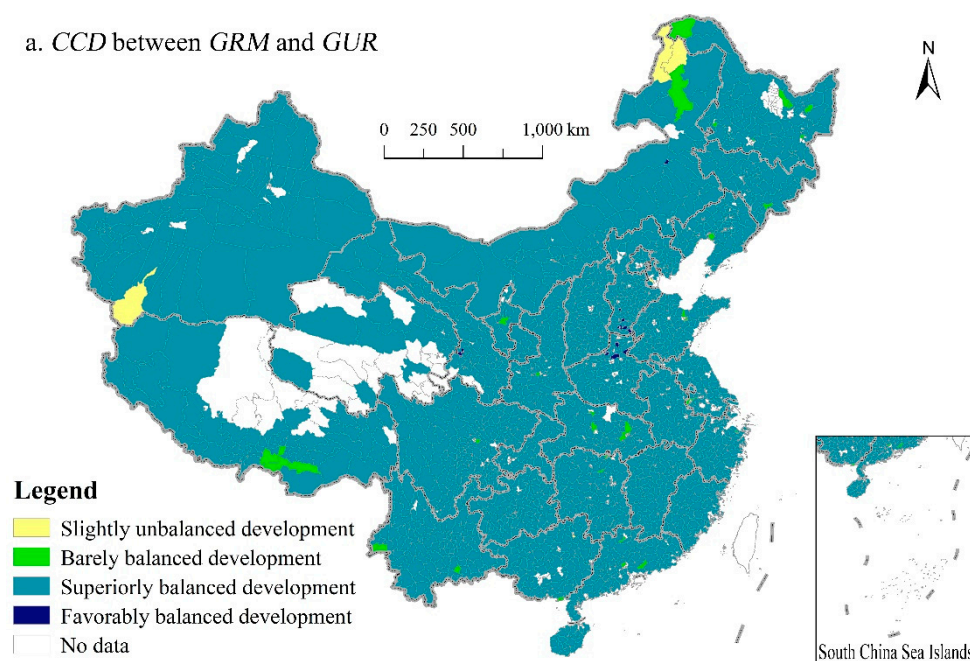 a. CCD between GRM and GUR
N
0 250 500 1,000 km
Legend
Slightly unbalanced development
Barely balanced development
Superiorly balanced development
Favorably balanced development
No data
South China Sea Islands